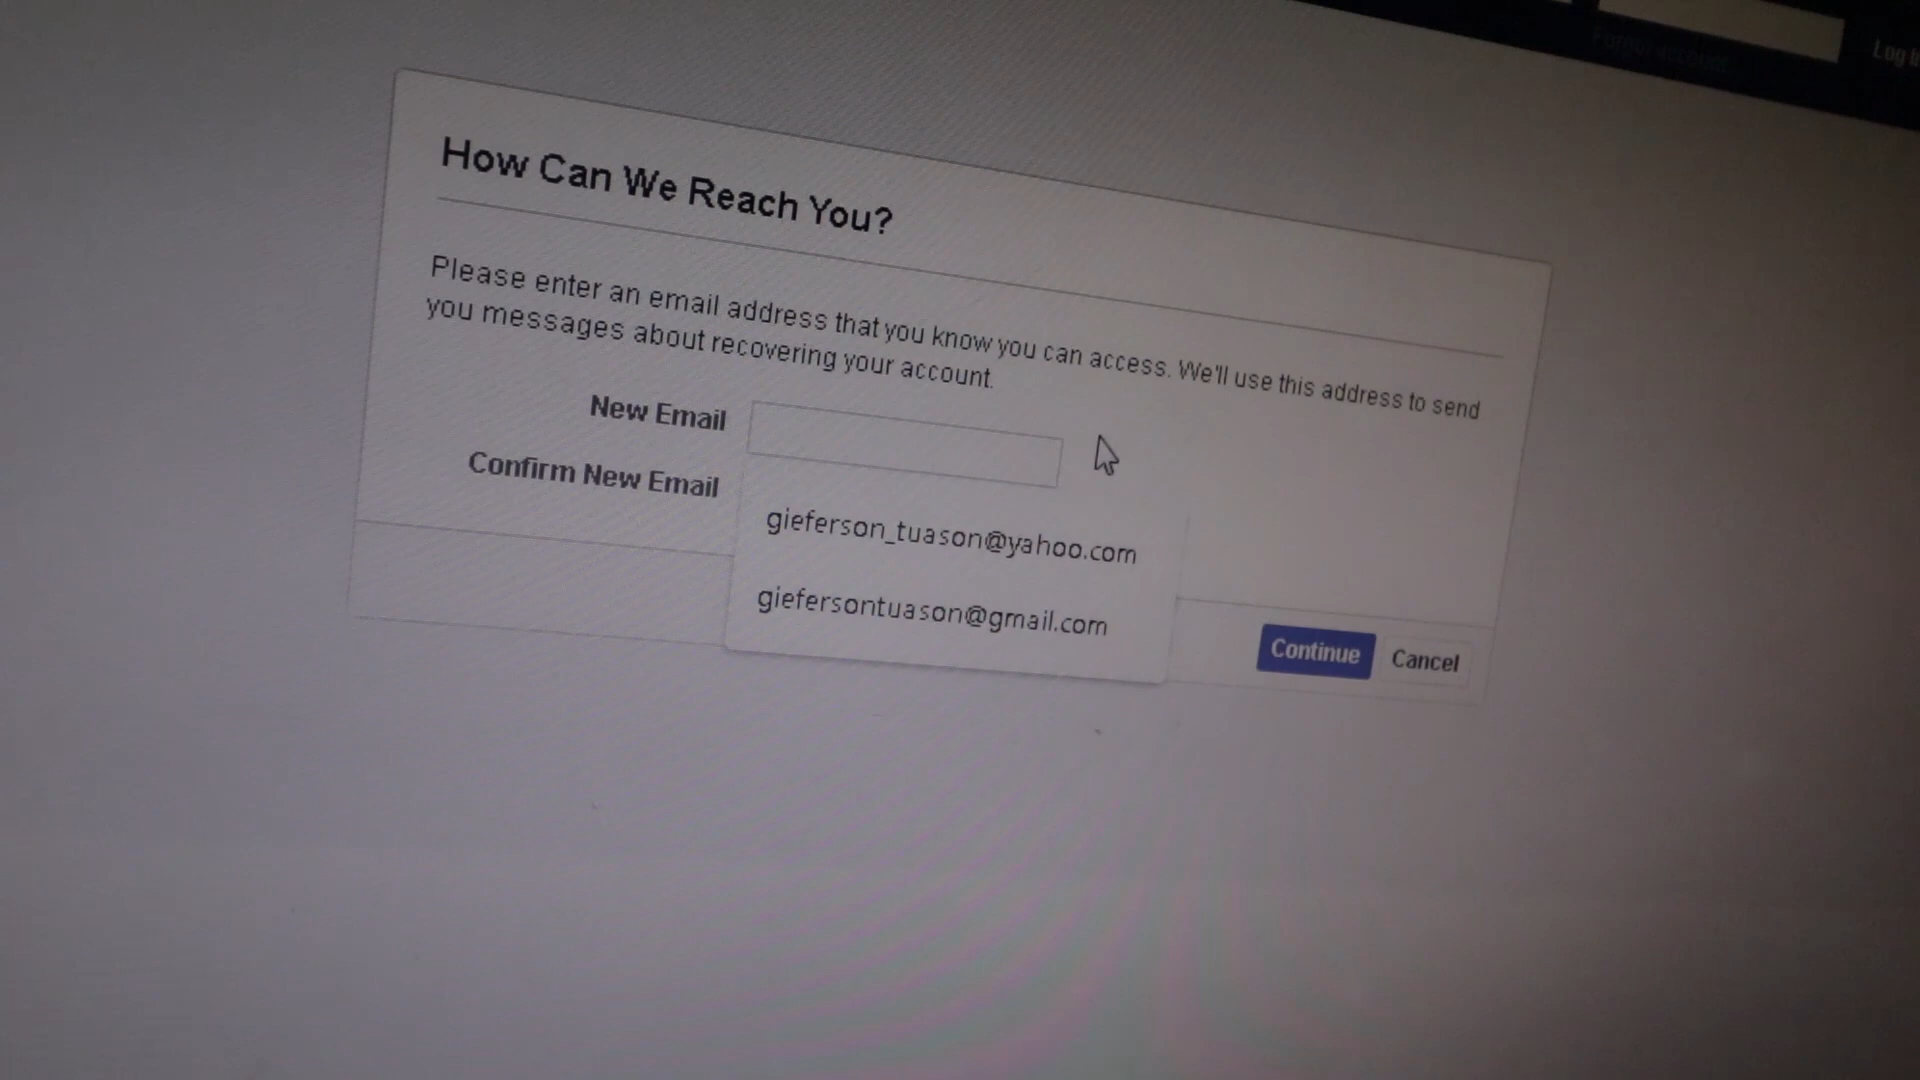 Log
How Can We Reach You?
Please enter an email address that you know you can access. We'll use this address to send
you messages about recovering your account.
New Email
Confirm New Email
gieferson_tuason@yahoo.com
giefersontuason@gmail.com
Continue
Cancel